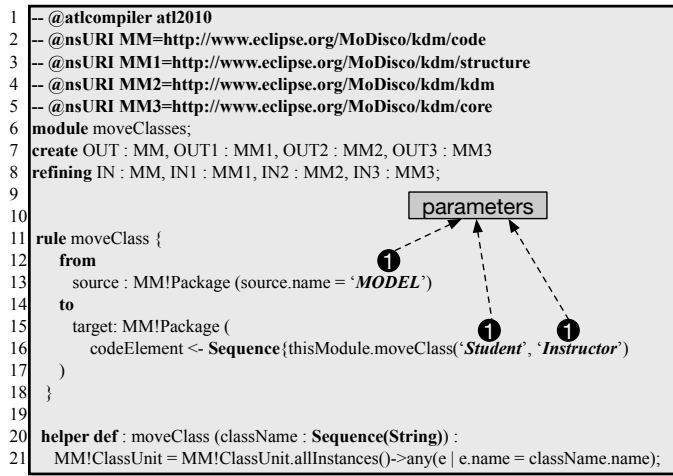 1 -- @atlcompiler atl2010
2 -- @nsURI MM=http://www.eclipse.org/MoDisco/kdm/code
3 -- @nsURI MM1=http://www.eclipse.org/MoDisco/kdm/structure
4 -- @nsURI MM2=http://www.eclipse.org/MoDisco/kdm/kdm
5 -- @nsURI MM3=http://www.eclipse.org/MoDisco/kdm/core
6 module moveClasses;
7 create OUT : MM, OUT1 : MM1, OUT2 : MM2, OUT3 : MM3
8 refining IN : MM, IN1 : MM1, IN2 : MM2, IN3 : MM3;
9
parameters
10
11 rule moveClass {
12 from
1
13 source : MM!Package (source.name = ‘MODEL’)
14 to
15 target: MM!Package (
1 1
16 codeElement <- Sequence{thisModule.moveClass(‘Student’, ‘Instructor’)
17 )
18 }
19
20 helper def : moveClass (className : Sequence(String)) :
21 MM!ClassUnit = MM!ClassUnit.allInstances()->any(e | e.name = className.name);